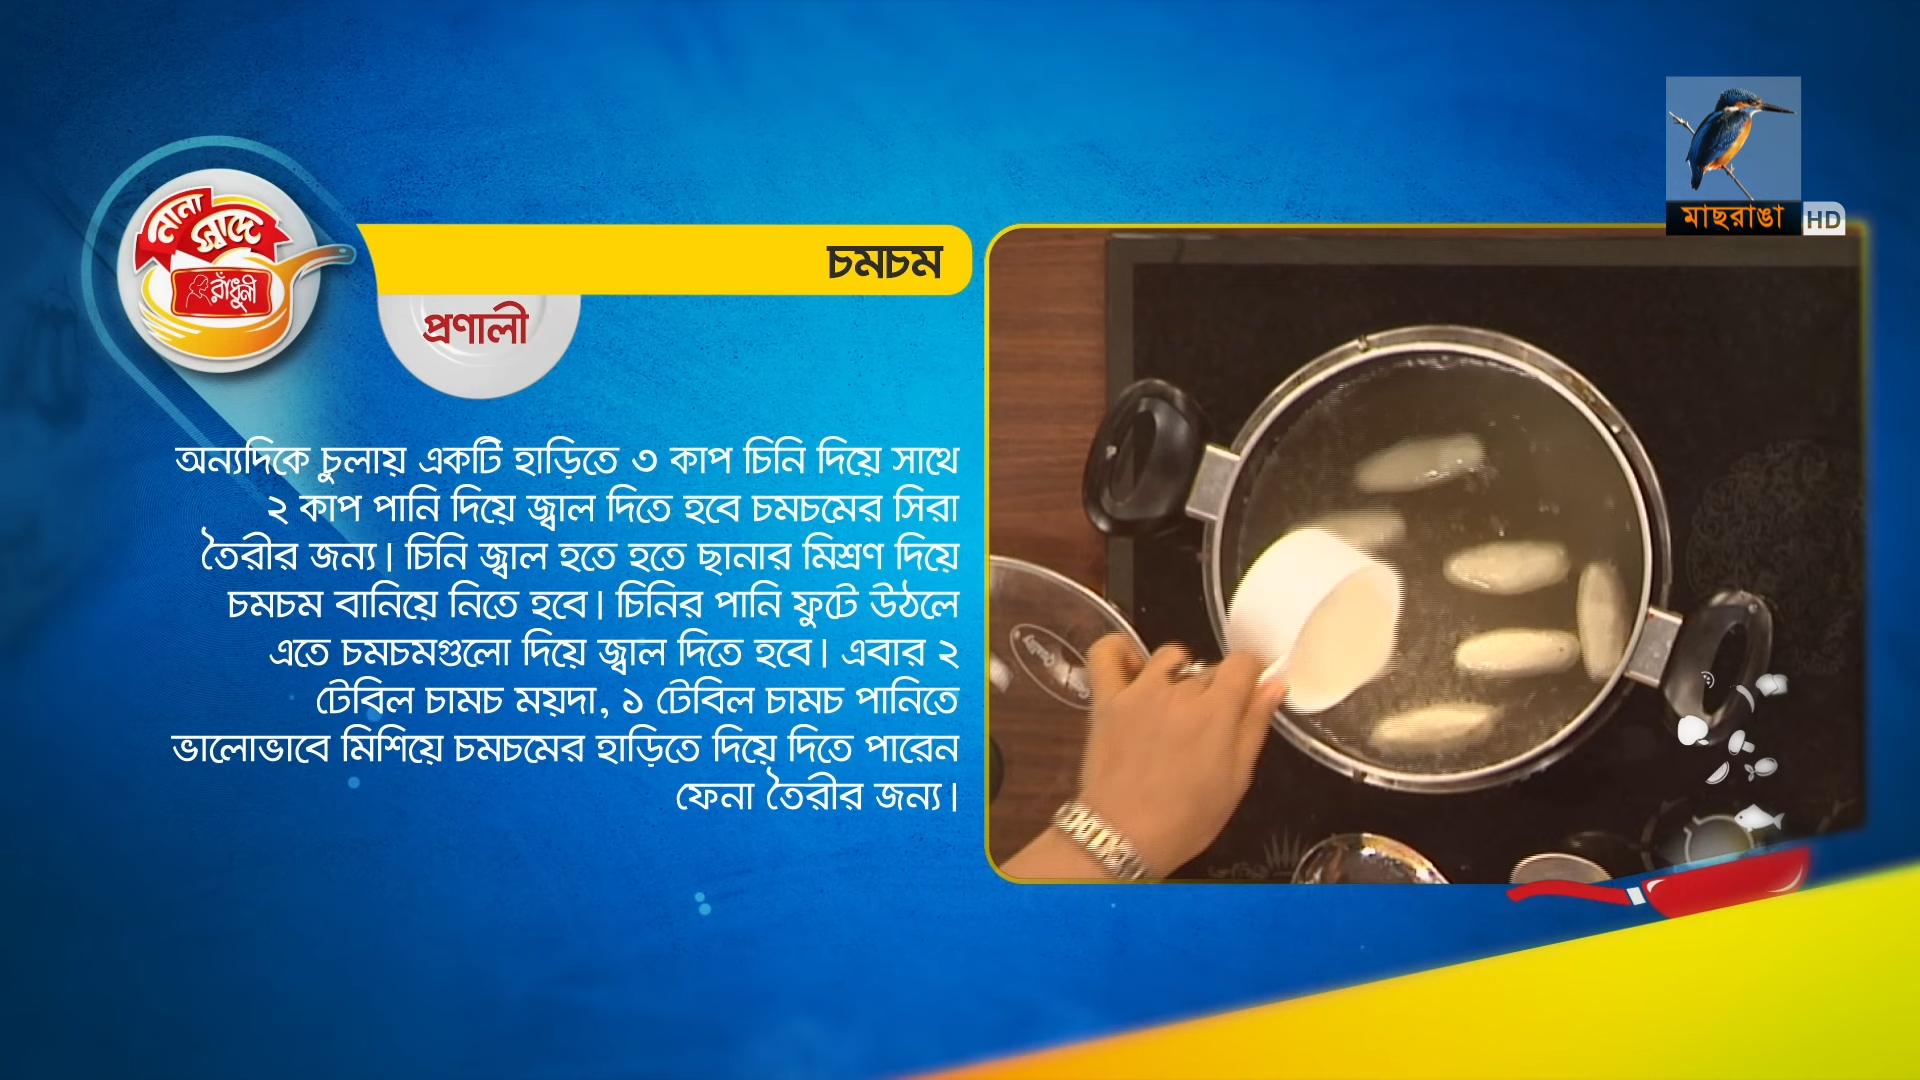 নানা
স্বাদে
রাঁধুনী
চমচম
প্রণালী
অন্যদিকে চুলায় একটি হাড়িতে ৩ কাপ চিনি দিয়ে সাথে
২ কাপ পানি দিয়ে জ্বাল দিতে হবে চমচমের সিরা
তৈরীর জন্য। চিনি জ্বাল হতে হতে ছানার মিশ্রণ দিয়ে
চমচম বানিয়ে নিতে হবে। চিনির পানি ফুটে উঠলে
এতে চমচমগুলো দিয়ে জ্বাল দিতে হবে। এবার ২
টেবিল চামচ ময়দা, ১ টেবিল চামচ পানিতে
ভালোভাবে মিশিয়ে চমচমের হাড়িতে দিয়ে দিতে পারেন
ফেনা তৈরীর জন্য।
মাছরাঙা HD